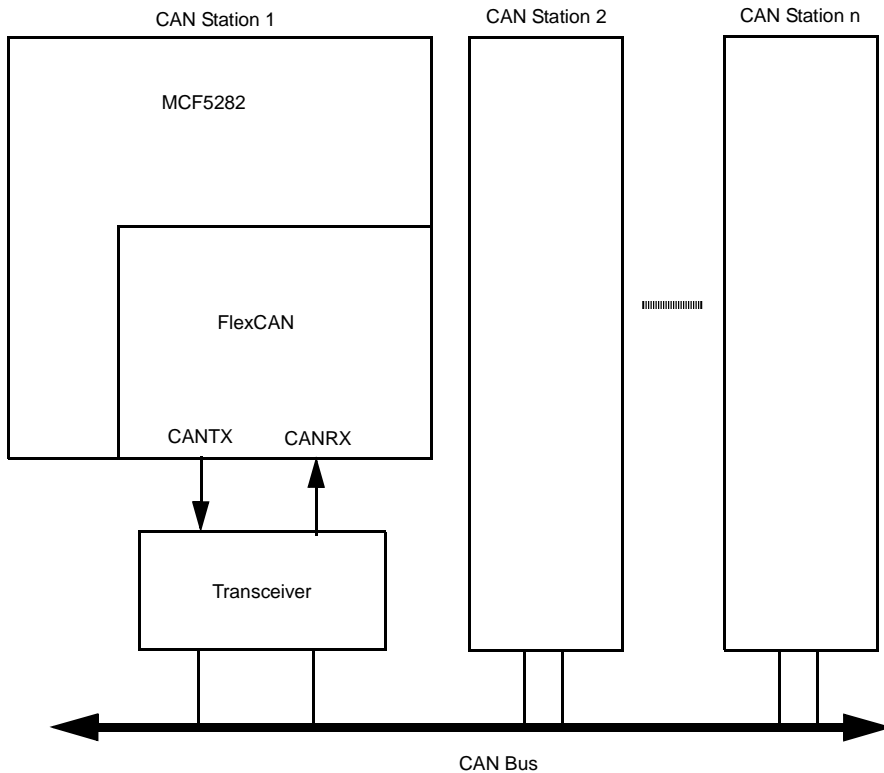 CAN Station 1
CAN Station 2
CAN Station n
MCF5282
FlexCAN
CANTX
CANRX
Transceiver
CAN Bus